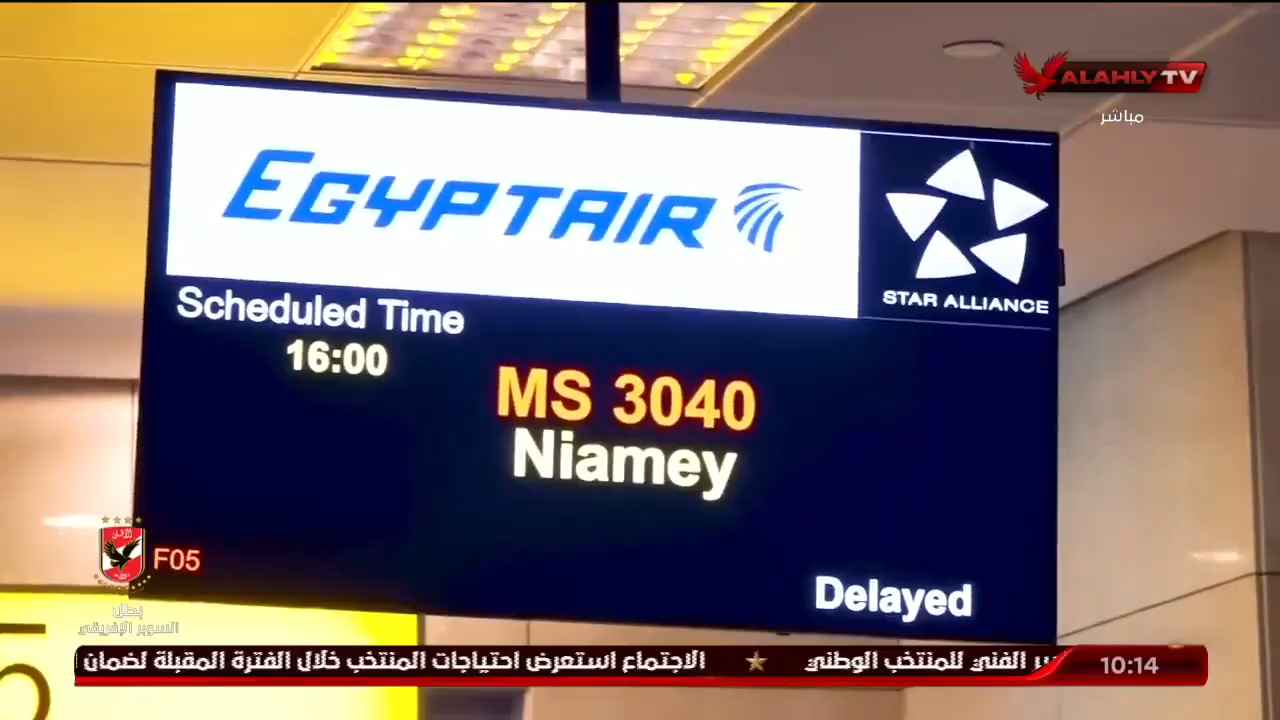 ALAHLY TV
مباشر
EGYPTAIR
STAR ALLIANCE
Scheduled Time
16:00
MS 3040
Niamey
F05
Delayed
بطل
السوبر الإفريقي
الفني للمنتخب الوطني ★ الاجتماع استعرض احتياجات المنتخب خلال الفترة المقبلة لضمان
10:14